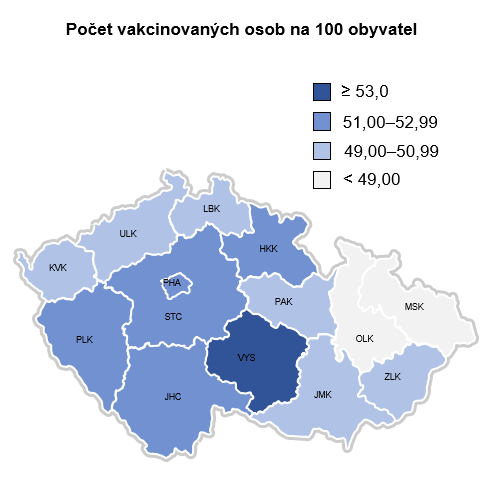 Počet vakcinovaných osob na 100 obyvatel
≥ 53,0
51,00–52,99
49,00–50,99
< 49,00
LBK
ULK
HKK
KVK
PHA
PAK
MSK
STC
PLK
OLK
VYS
ZLK
JHC
JMK